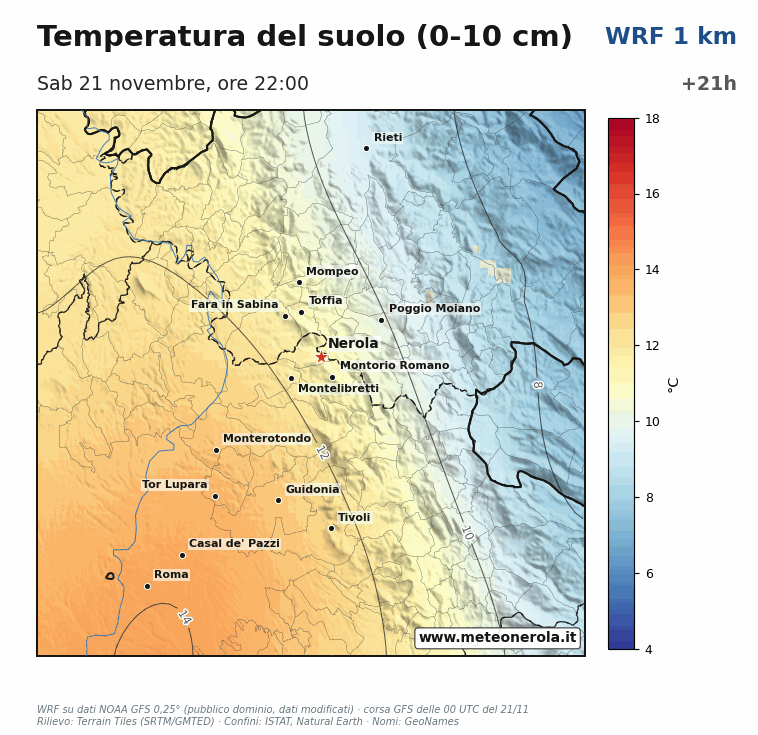 Temperatura del suolo (0-10 cm)
WRF 1 km
Sab 21 novembre, ore 22:00
+21h
Rieti
Mompeo
Fara in Sabina
Toffia
Poggio Moiano
Nerola
Montorio Romano
Montelibretti
8
Monterotondo
12
Tor Lupara
Guidonia
Tivoli
10
Casal de' Pazzi
Roma
14
www.meteonerola.it
18
16
14
12
10
8
6
4
°C
WRF su dati NOAA GFS 0,25° (pubblico dominio, dati modificati) · corsa GFS delle 00 UTC del 21/11
Rilievo: Terrain Tiles (SRTM/GMTED) · Confini: ISTAT, Natural Earth · Nomi: GeoNames